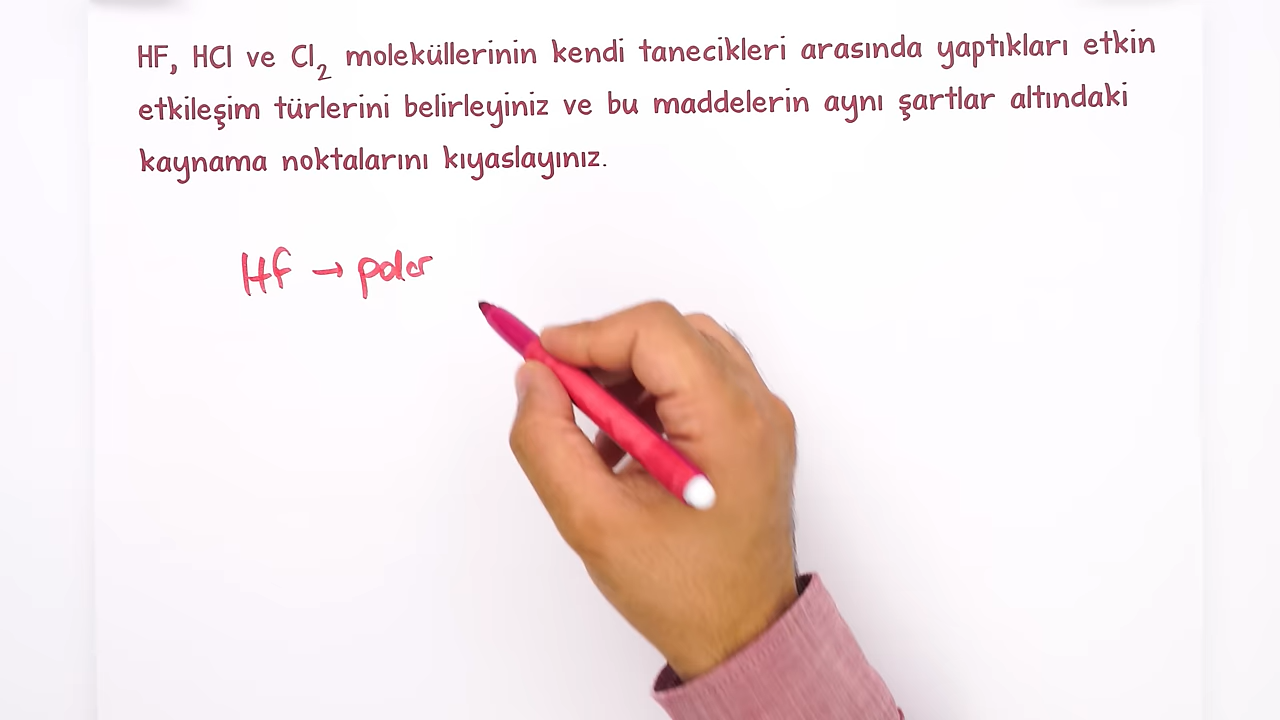 HF, HCl ve Cl₂ moleküllerinin kendi tanecikleri arasında yaptıkları etkin
etkileşim türlerini belirleyiniz ve bu maddelerin aynı şartlar altındaki
kaynama noktalarını kıyaslayınız.
Hf → polar